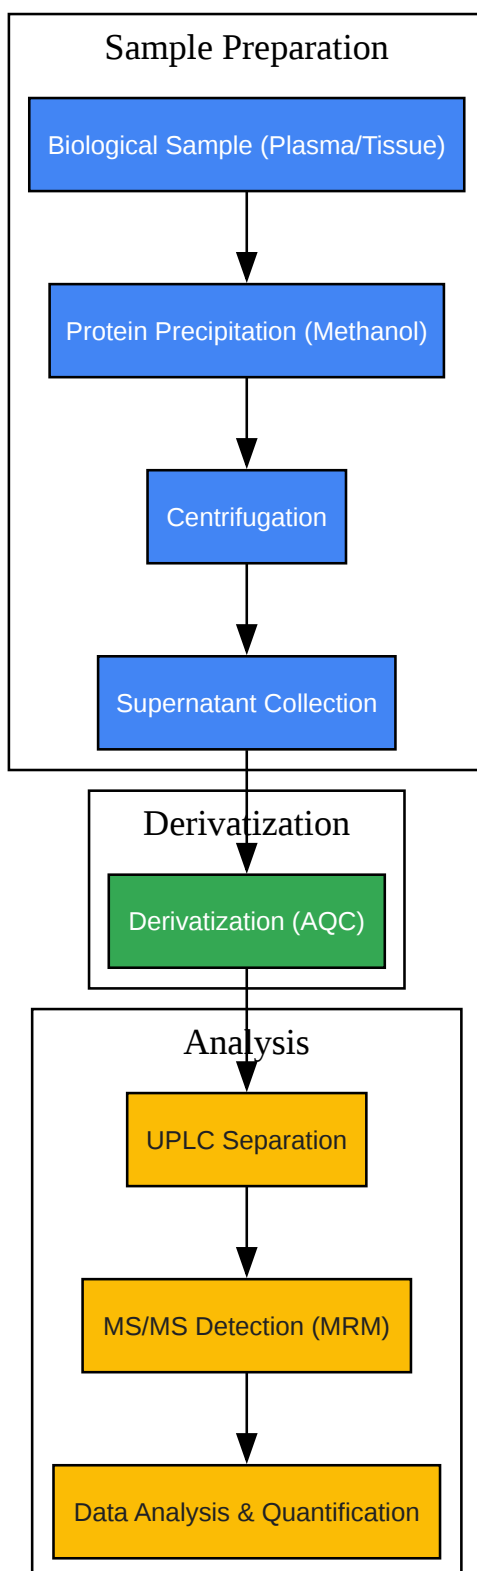 Sample Preparation
Biological Sample (Plasma/Tissue)
Protein Precipitation (Methanol)
Centrifugation
Supernatant Collection
Derivatization
Derivatization (AQC)
Analysis
UPLC Separation
MS/MS Detection (MRM)
Data Analysis & Quantification